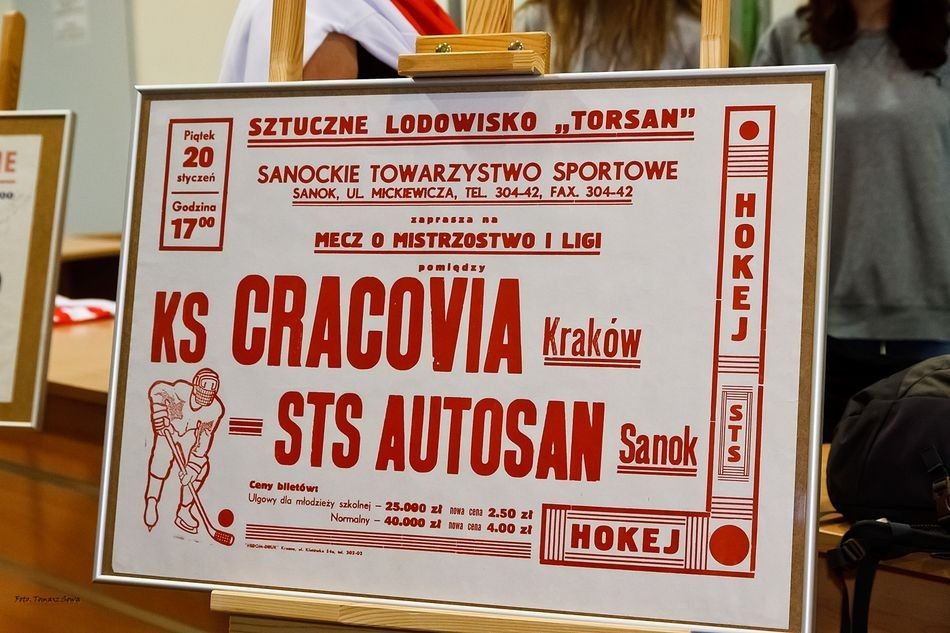 Piątek
20
styczeń
Godzina
17⁰⁰
SZTUCZNE LODOWISKO „TORSAN”
SANOCKIE TOWARZYSTWO SPORTOWE
SANOK, UL. MICKIEWICZA, TEL. 304-42, FAX. 304-42
zaprasza na
MECZ O MISTRZOSTWO I LIGI
pomiędzy
KS CRACOVIA Kraków
STS AUTOSAN Sanok
Ceny biletów:
Ulgowy dla młodzieży szkolnej – 25.000 zł nowa cena 2.50 zł
Normalny – 40.000 zł nowa cena 4.00 zł
HOKEJ
STS
HOKEJ
Foto. Tomasz Sowa